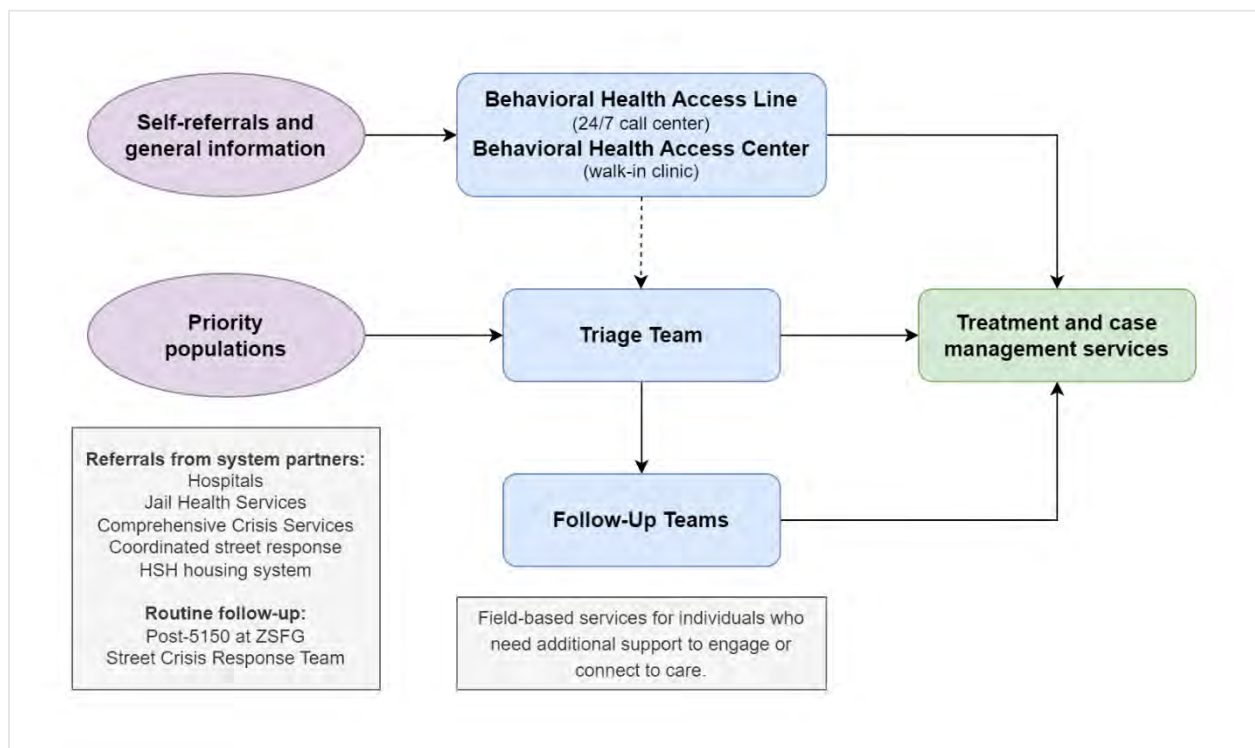 Self-referrals and
general information
Behavioral Health Access Line
(24/7 call center)
Behavioral Health Access Center
(walk-in clinic)
Priority
populations
Triage Team
Treatment and case
management services
Referrals from system partners:
Hospitals
Jail Health Services
Comprehensive Crisis Services
Coordinated street response
HSH housing system
Routine follow-up:
Post-5150 at ZSFG
Street Crisis Response Team
Follow-Up Teams
Field-based services for individuals who
need additional support to engage or
connect to care.